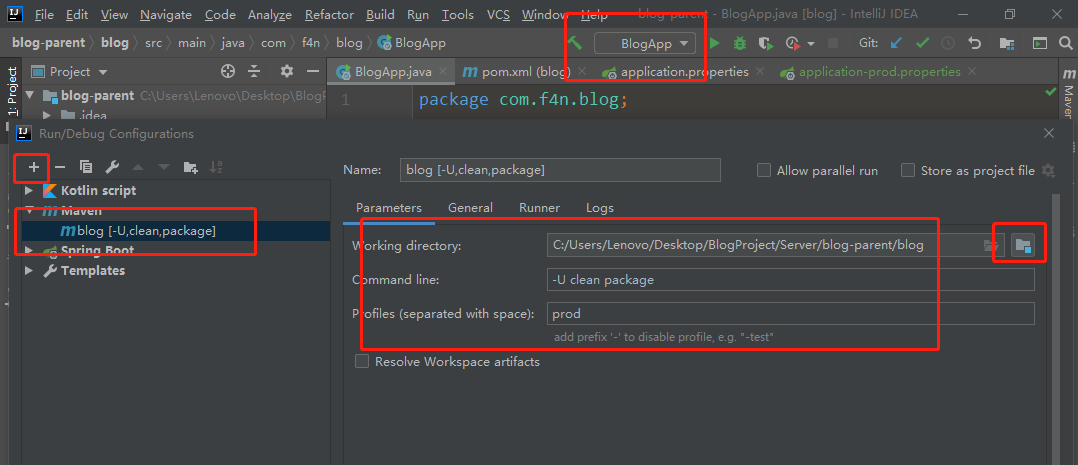 File Edit View Navigate Code Analyze Refactor Build Run Tools VCS Window Help blog-parent - BlogApp.java [blog] - IntelliJ IDEA
blog-parent blog src main java com f4n blog BlogApp BlogApp Git:
1: Project Project BlogApp.java pom.xml (blog) application.properties application-prod.properties Maven
blog-parent C:\Users\Lenovo\Desktop\BlogP 1 package com.f4n.blog;
.idea
Run/Debug Configurations
Name: blog [-U,clean,package] Allow parallel run Store as project file
Kotlin script
Maven Parameters General Runner Logs
blog [-U,clean,package]
Spring Boot Working directory: C:/Users/Lenovo/Desktop/BlogProject/Server/blog-parent/blog
Templates Command line: -U clean package
Profiles (separated with space): prod
add prefix '-' to disable profile, e.g. "-test"
Resolve Workspace artifacts